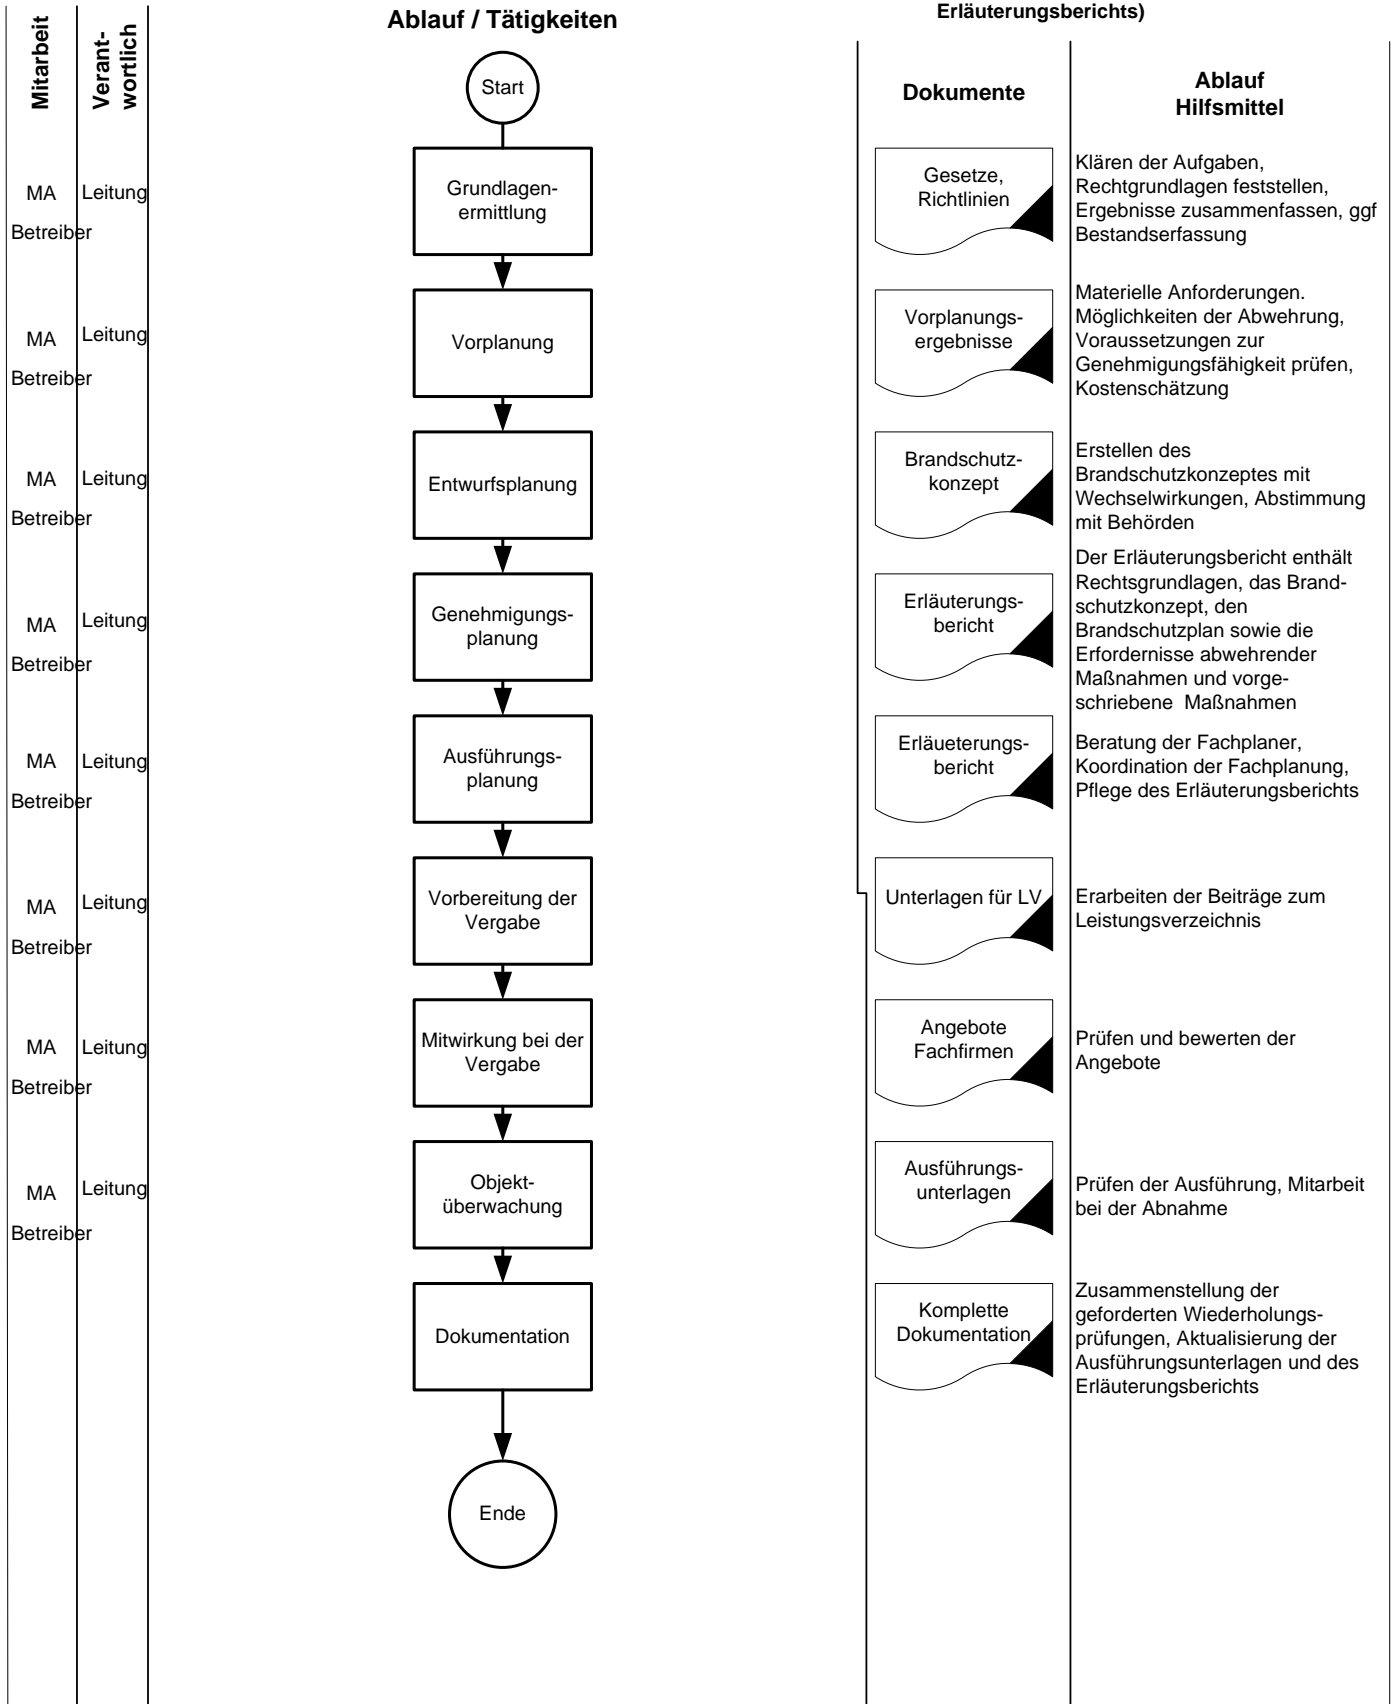 Erläuterungsberichts)
Ablauf / Tätigkeiten
Mitarbeit
Verant-
wortlich
Dokumente
Ablauf
Hilfsmittel
Start
MA
Betreiber
Leitung
Grundlagen-
ermittlung
Gesetze,
Richtlinien
Klären der Aufgaben,
Rechtgrundlagen feststellen,
Ergebnisse zusammenfassen, ggf
Bestandserfassung
MA
Betreiber
Leitung
Vorplanung
Vorplanungs-
ergebnisse
Materielle Anforderungen.
Möglichkeiten der Abwehrung,
Voraussetzungen zur
Genehmigungsfähigkeit prüfen,
Kostenschätzung
MA
Betreiber
Leitung
Entwurfsplanung
Brandschutz-
konzept
Erstellen des
Brandschutzkonzeptes mit
Wechselwirkungen, Abstimmung
mit Behörden
MA
Betreiber
Leitung
Genehmigungs-
planung
Erläuterungs-
bericht
Der Erläuterungsbericht enthält
Rechtsgrundlagen, das Brand-
schutzkonzept, den
Brandschutzplan sowie die
Erfordernisse abwehrender
Maßnahmen und vorge-
schriebene  Maßnahmen
MA
Betreiber
Leitung
Ausführungs-
planung
Erläueterungs-
bericht
Beratung der Fachplaner,
Koordination der Fachplanung,
Pflege des Erläuterungsberichts
MA
Betreiber
Leitung
Vorbereitung der
Vergabe
Unterlagen für LV
Erarbeiten der Beiträge zum
Leistungsverzeichnis
MA
Betreiber
Leitung
Mitwirkung bei der
Vergabe
Angebote
Fachfirmen
Prüfen und bewerten der
Angebote
MA
Betreiber
Leitung
Objekt-
überwachung
Ausführungs-
unterlagen
Prüfen der Ausführung, Mitarbeit
bei der Abnahme
Dokumentation
Komplette
Dokumentation
Zusammenstellung der
geforderten Wiederholungs-
prüfungen, Aktualisierung der
Ausführungsunterlagen und des
Erläuterungsberichts
Ende